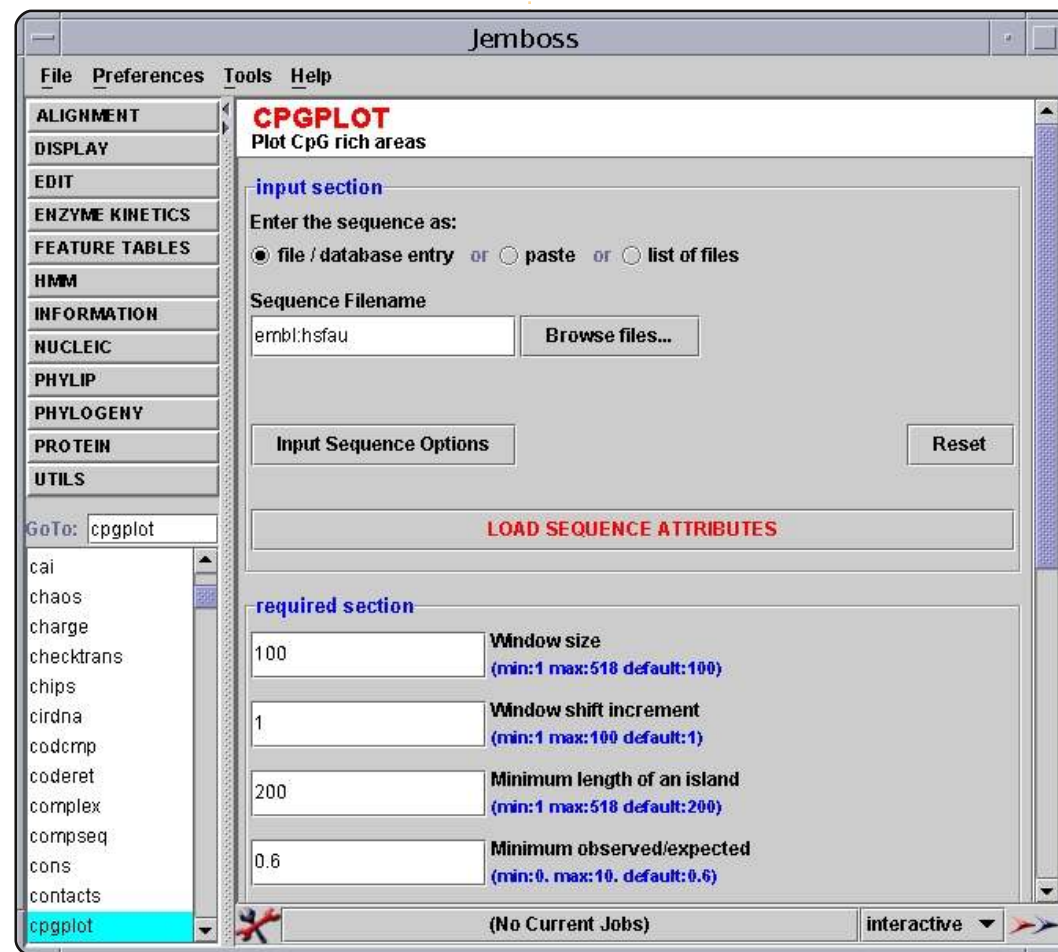 Jemboss
File Preferences Tools Help
ALIGNMENT
DISPLAY
EDIT
ENZYME KINETICS
FEATURE TABLES
HMM
INFORMATION
NUCLEIC
PHYLIP
PHYLOGENY
PROTEIN
UTILS
GoTo: cpgplot
cai
chaos
charge
checktrans
chips
cirdna
codcmp
coderet
complex
compseq
cons
contacts
cpgplot
CPGPLOT
Plot CpG rich areas
input section
Enter the sequence as:
file / database entry or paste or list of files
Sequence Filename
embl:hsfau Browse files...
Input Sequence Options Reset
LOAD SEQUENCE ATTRIBUTES
required section
100 Window size
(min:1 max:518 default:100)
1 Window shift increment
(min:1 max:100 default:1)
200 Minimum length of an island
(min:1 max:518 default:200)
0.6 Minimum observed/expected
(min:0. max:10. default:0.6)
(No Current Jobs) interactive